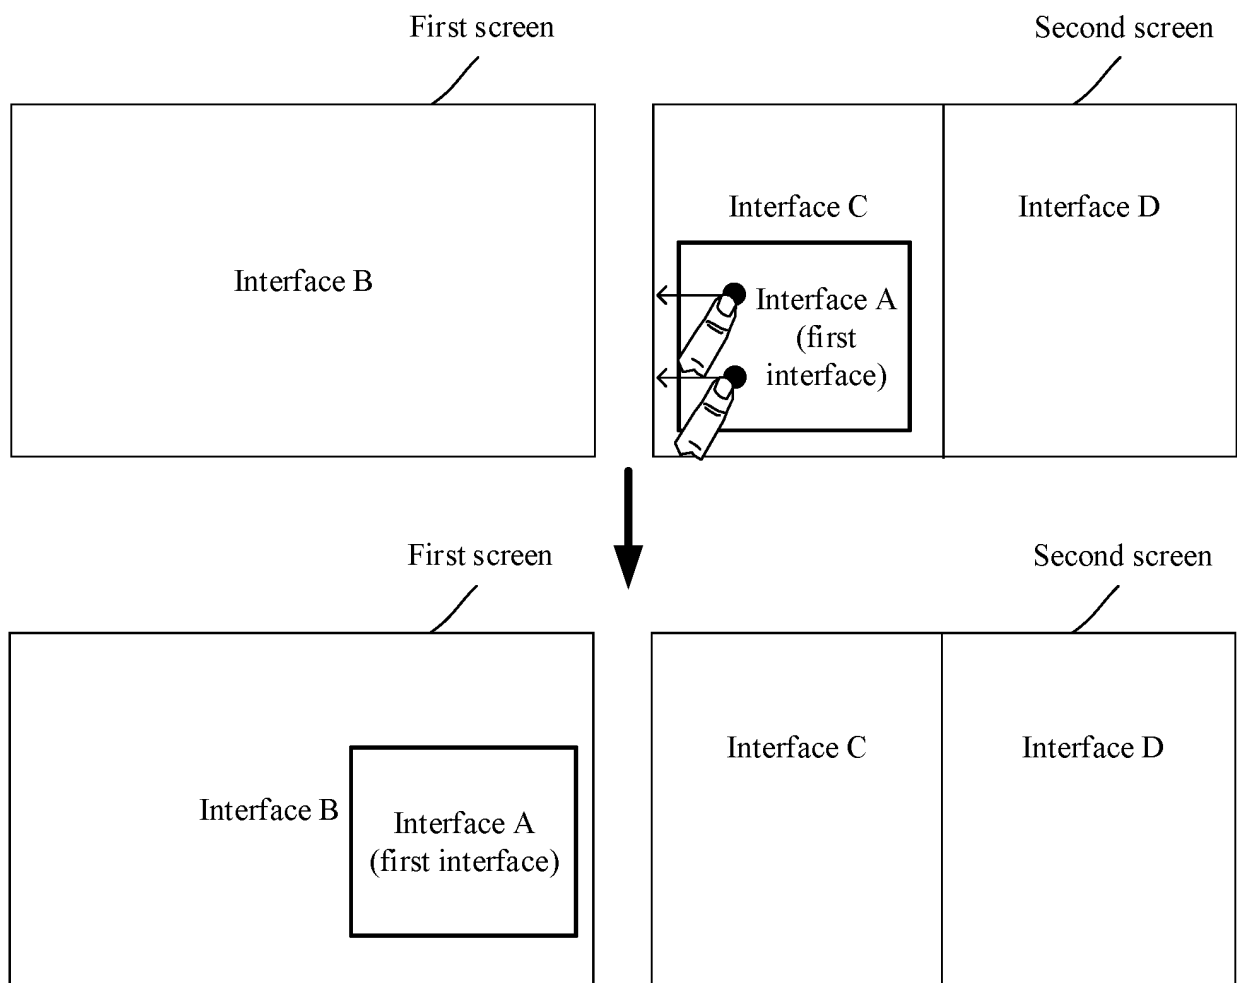 First screen
Second screen
Interface B
Interface C
Interface D
Interface A
(first
interface)
First screen
Second screen
Interface B
Interface A
(first interface)
Interface C
Interface D